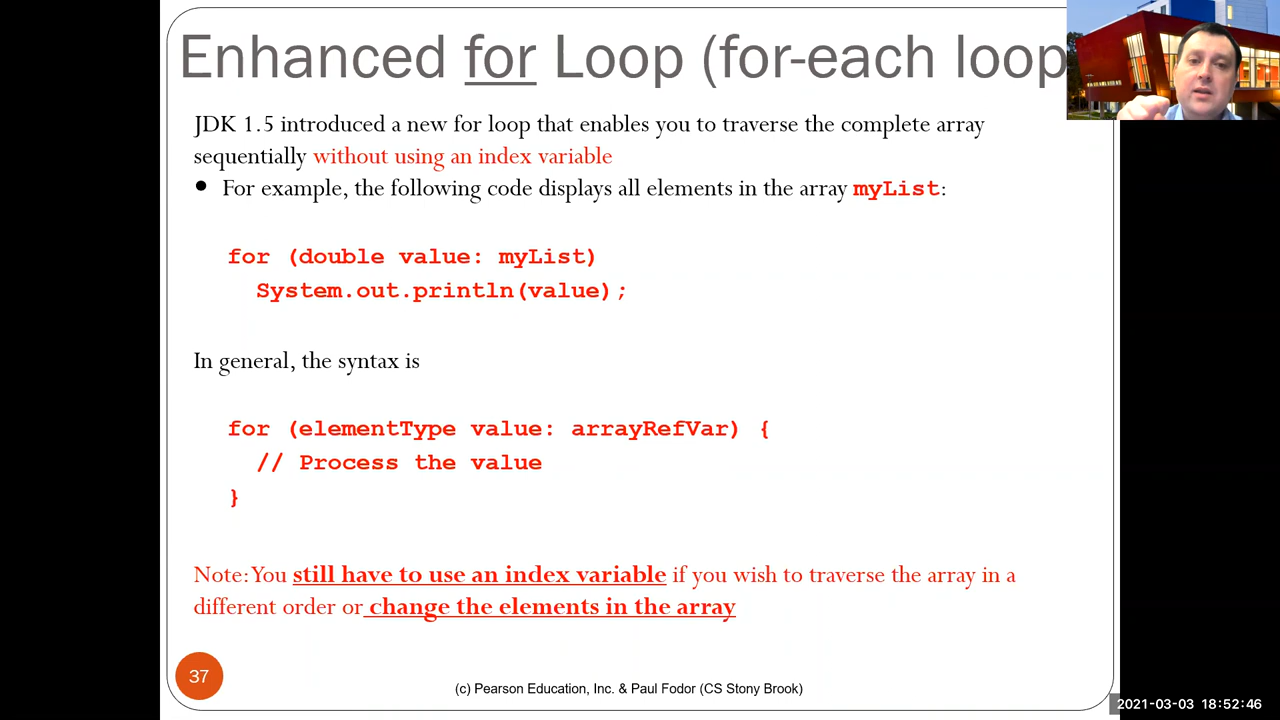 Enhanced for Loop (for-each loop
JDK 1.5 introduced a new for loop that enables you to traverse the complete array
sequentially without using an index variable
● For example, the following code displays all elements in the array myList:
for (double value: myList)
System.out.println(value);
In general, the syntax is
for (elementType value: arrayRefVar) {
// Process the value
}
Note: You still have to use an index variable if you wish to traverse the array in a
different order or change the elements in the array
37
(c) Pearson Education, Inc. & Paul Fodor (CS Stony Brook)
2021-03-03 18:52:46